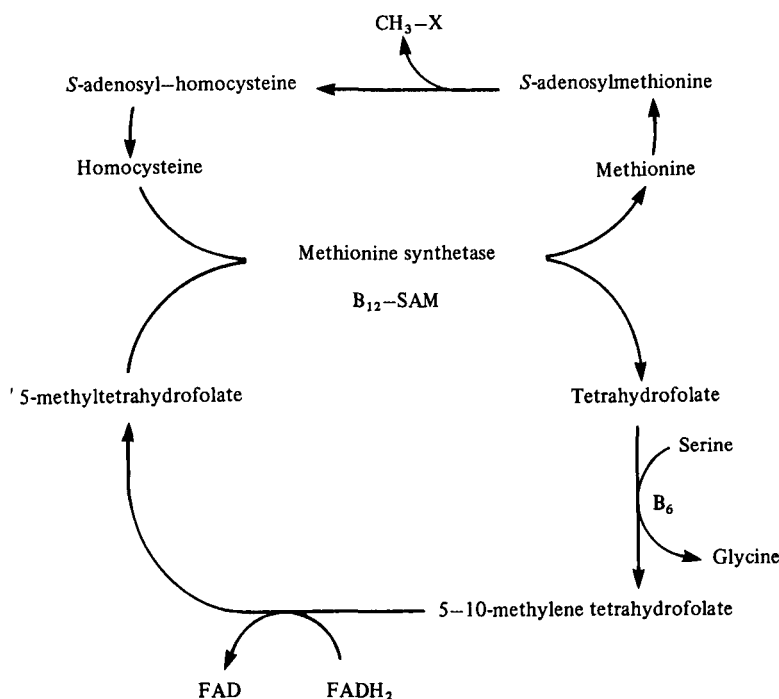 CH₃–X
S-adenosyl–homocysteine
S-adenosylmethionine
Homocysteine
Methionine
Methionine synthetase
B₁₂–SAM
' 5-methyltetrahydrofolate
Tetrahydrofolate
Serine
B₆
Glycine
5–10-methylene tetrahydrofolate
FAD
FADH₂